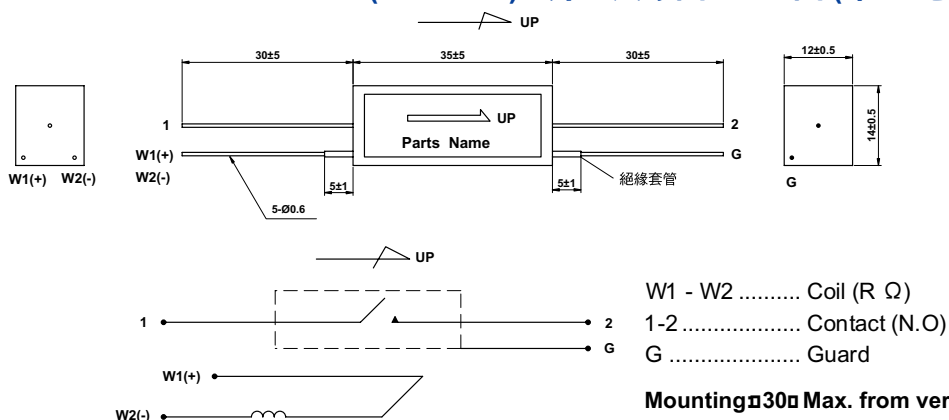 UP
30±5
35±5
30±5
12±0.5
14±0.5
1
UP
2
Parts Name
W1(+)
G
W2(-)
W1(+) W2(-)
5±1
5±1
絕緣套管
G
5-Ø0.6
UP
1
2
G
W1(+)
W2(-)
W1 - W2 .......... Coil (R Ω)
1-2 .................... Contact (N.O)
G .................... Guard
Mounting 30 Max. from